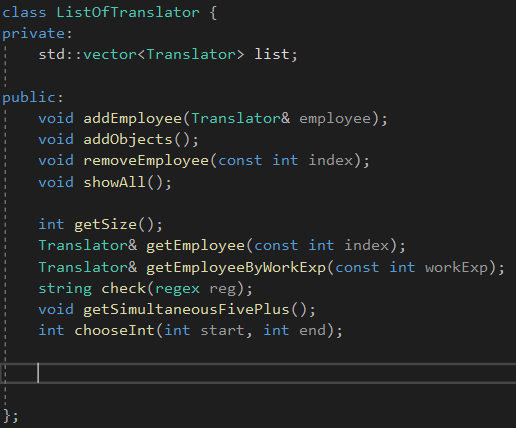 class ListOfTranslator {
private:
    std::vector<Translator> list;
public:
    void addEmployee(Translator& employee);
    void addObjects();
    void removeEmployee(const int index);
    void showAll();
    int getSize();
    Translator& getEmployee(const int index);
    Translator& getEmployeeByWorkExp(const int workExp);
    string check(regex reg);
    void getSimultaneousFivePlus();
    int chooseInt(int start, int end);
};